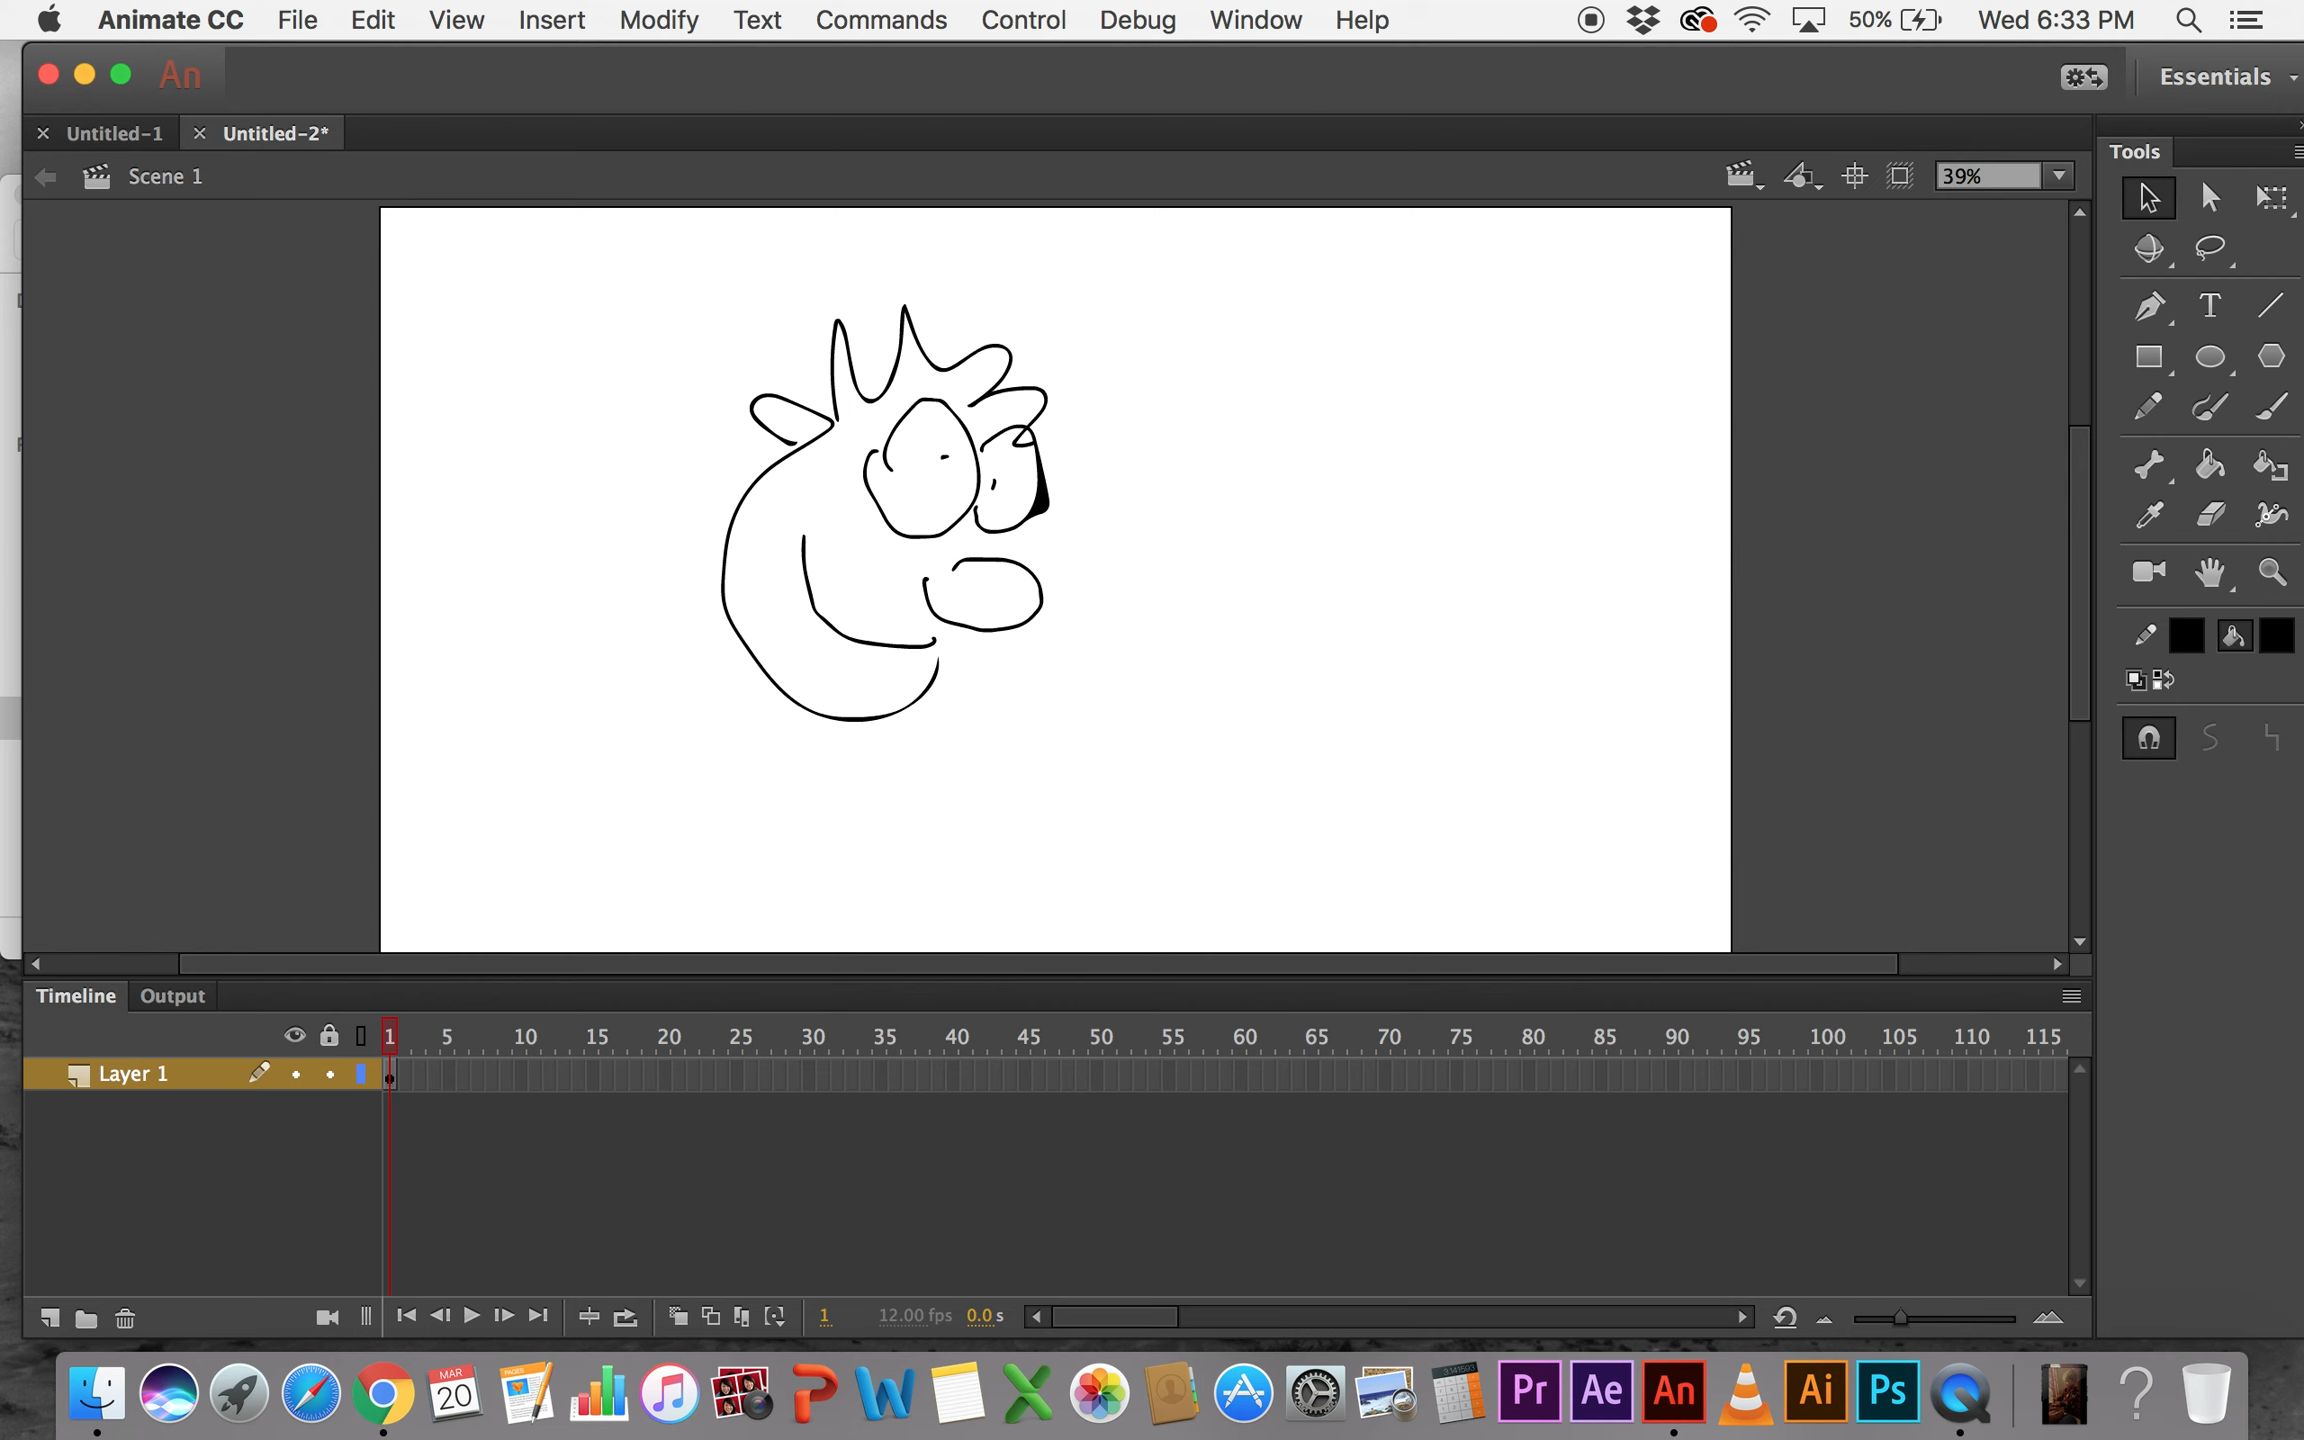 Animate CC File Edit View Insert Modify Text Commands Control Debug Window Help 50% Wed 6:33 PM
An Essentials
Untitled-1 Untitled-2*
Scene 1 39%
Tools
T
Timeline Output
1 5 10 15 20 25 30 35 40 45 50 55 60 65 70 75 80 85 90 95 100 105 110 115
Layer 1
1 12.00 fps 0.0 s
MAR
20
PAGES
3.141593
Pr Ae An Ai Ps